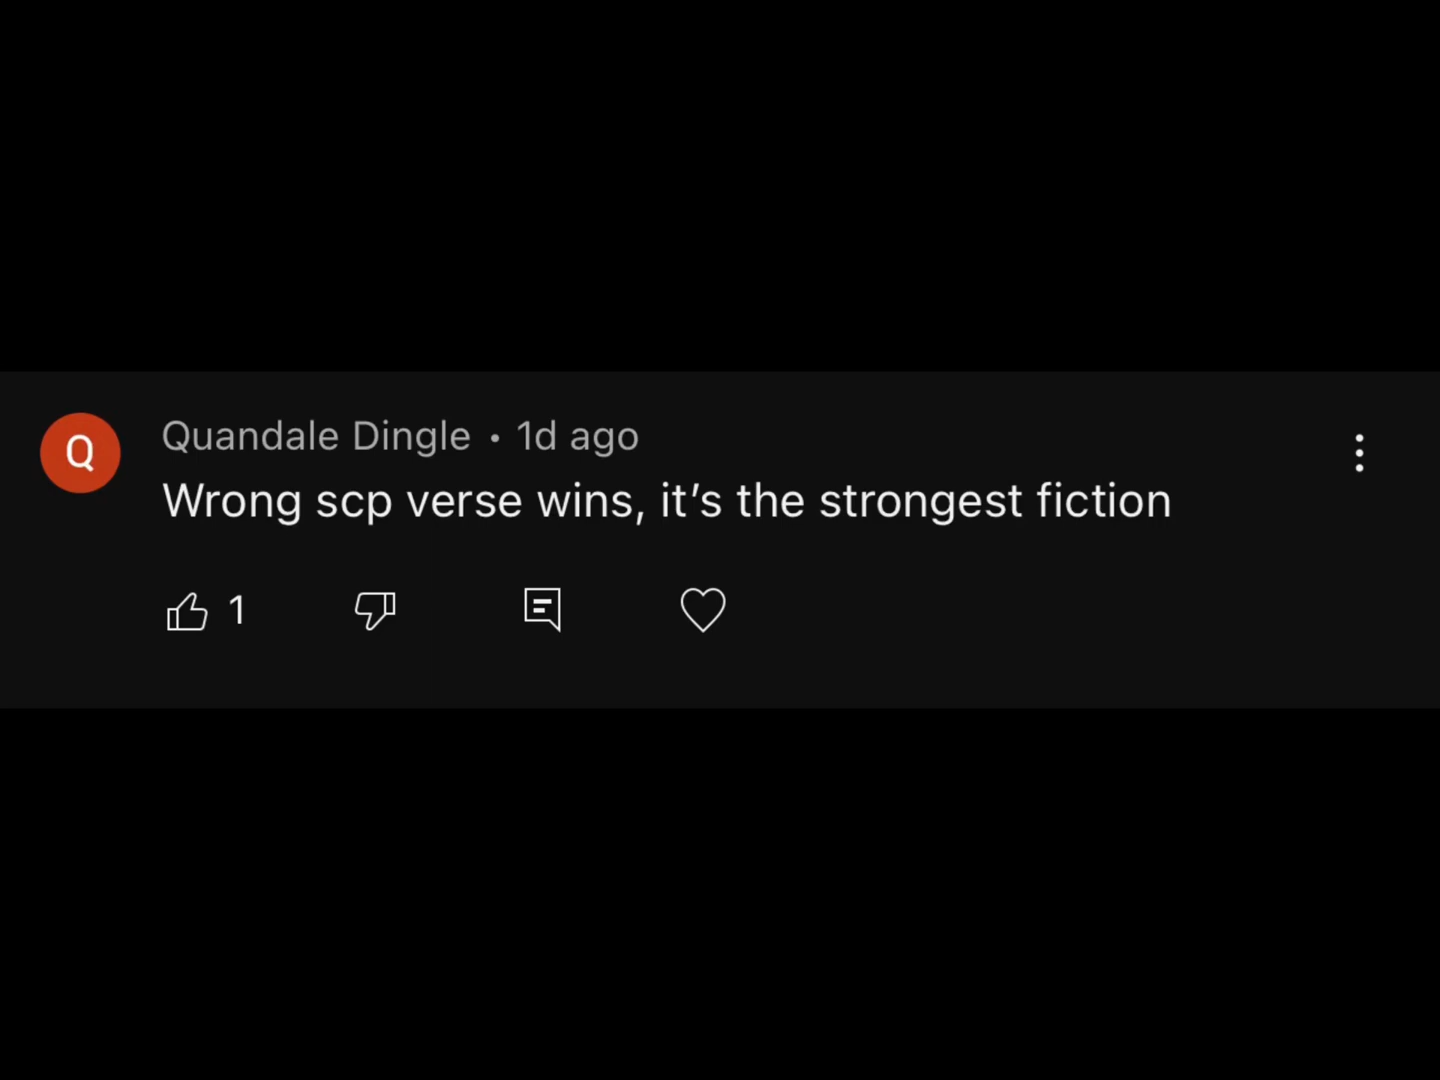 Q
Quandale Dingle • 1d ago
Wrong scp verse wins, it’s the strongest fiction
1